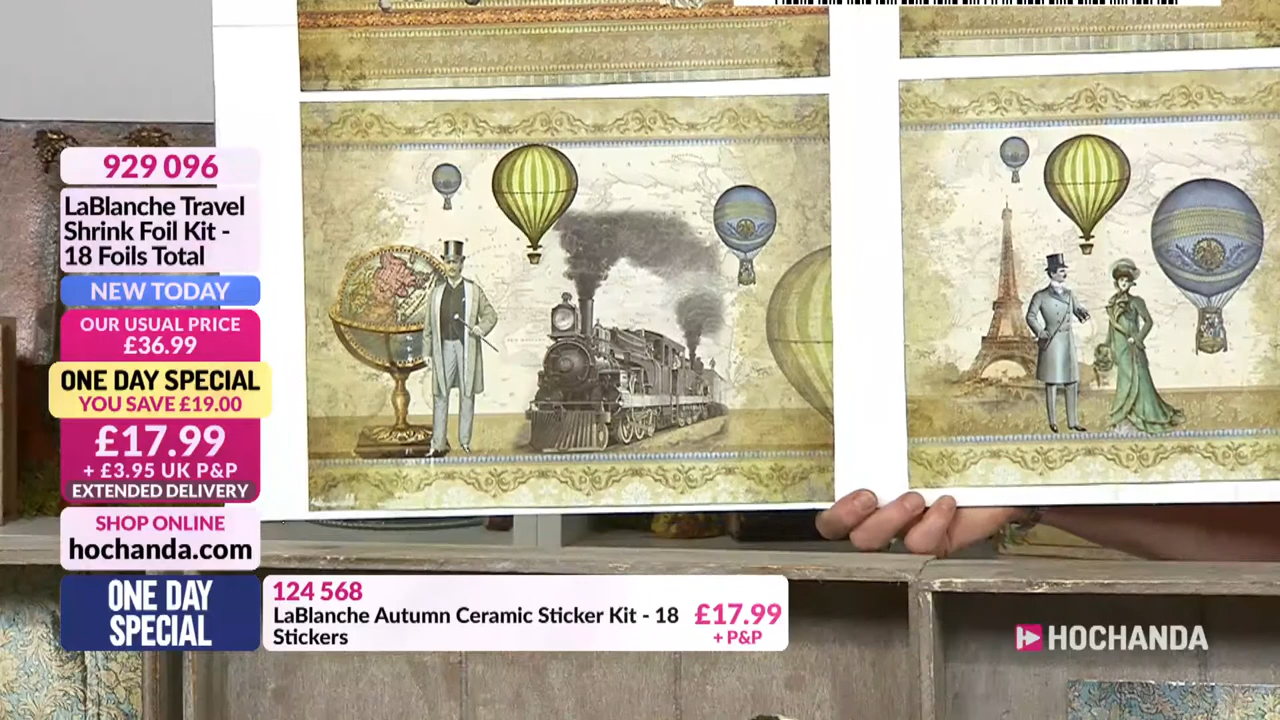 929 096
LaBlanche Travel
Shrink Foil Kit -
18 Foils Total
NEW TODAY
OUR USUAL PRICE
£36.99
ONE DAY SPECIAL
YOU SAVE £19.00
£17.99
+ £3.95 UK P&P
EXTENDED DELIVERY
SHOP ONLINE
hochanda.com
ONE DAY
SPECIAL
124 568
LaBlanche Autumn Ceramic Sticker Kit - 18
Stickers
£17.99
+ P&P
HOCHANDA